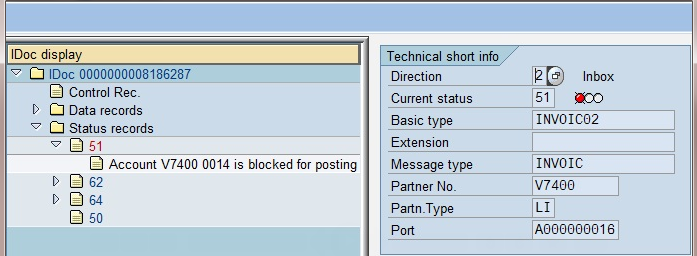 IDoc display
IDoc 0000000008186287
Control Rec.
Data records
Status records
51
Account V7400 0014 is blocked for posting
62
64
50
Technical short info
Direction 2 Inbox
Current status 51
Basic type INVOIC02
Extension
Message type INVOIC
Partner No. V7400
Partn.Type LI
Port A000000016